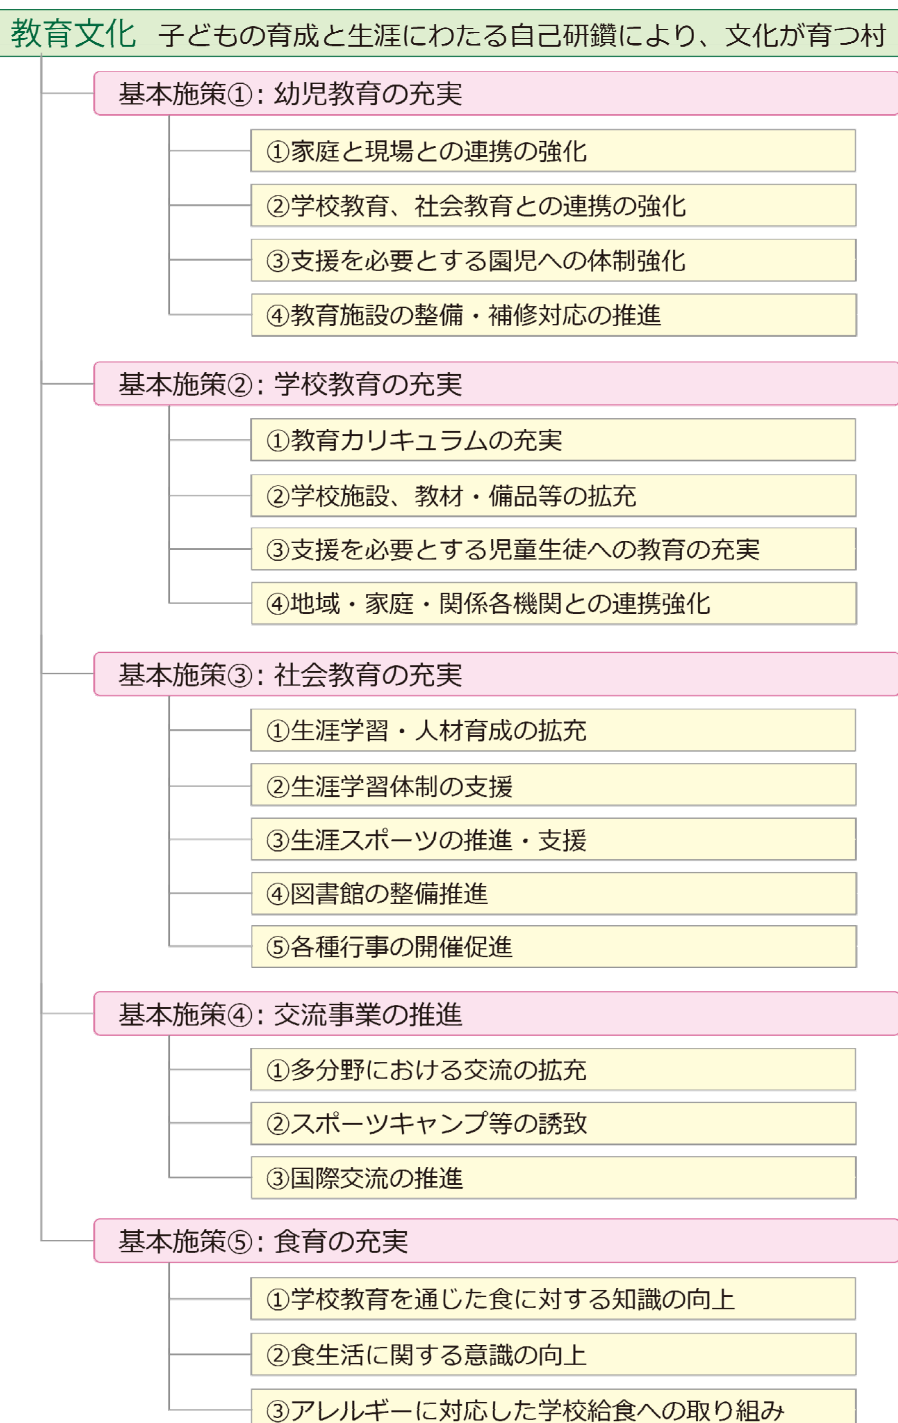 教育文化 子どもの育成と生涯にわたる自己研鑽により、文化が育つ村
基本施策①：幼児教育の充実
①家庭と現場との連携の強化
②学校教育、社会教育との連携の強化
③支援を必要とする園児への体制強化
④教育施設の整備・補修対応の推進
基本施策②：学校教育の充実
①教育カリキュラムの充実
②学校施設、教材・備品等の拡充
③支援を必要とする児童生徒への教育の充実
④地域・家庭・関係各機関との連携強化
基本施策③：社会教育の充実
①生涯学習・人材育成の拡充
②生涯学習体制の支援
③生涯スポーツの推進・支援
④図書館の整備推進
⑤各種行事の開催促進
基本施策④：交流事業の推進
①多分野における交流の拡充
②スポーツキャンプ等の誘致
③国際交流の推進
基本施策⑤：食育の充実
①学校教育を通じた食に対する知識の向上
②食生活に関する意識の向上
③アレルギーに対応した学校給食への取り組み